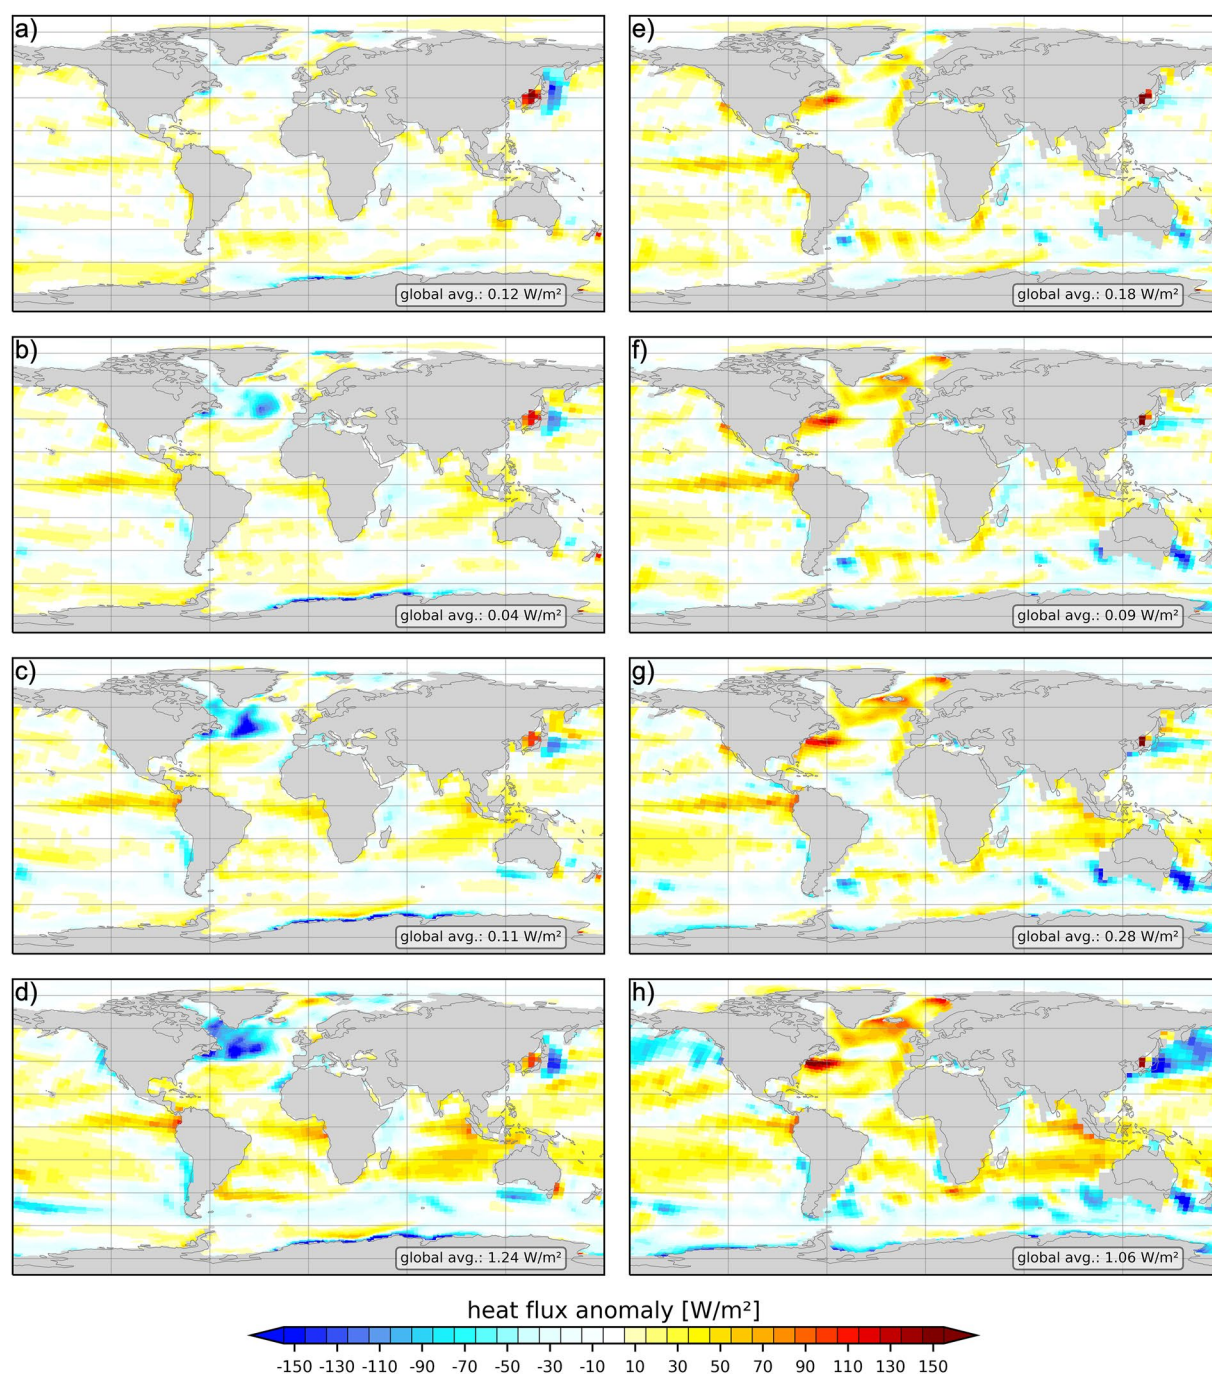 a)
global avg.: 0.12 W/m²
e)
global avg.: 0.18 W/m²
b)
global avg.: 0.04 W/m²
f)
global avg.: 0.09 W/m²
c)
global avg.: 0.11 W/m²
g)
global avg.: 0.28 W/m²
d)
global avg.: 1.24 W/m²
h)
global avg.: 1.06 W/m²
heat flux anomaly [W/m²]
-150 -130 -110 -90 -70 -50 -30 -10 10 30 50 70 90 110 130 150